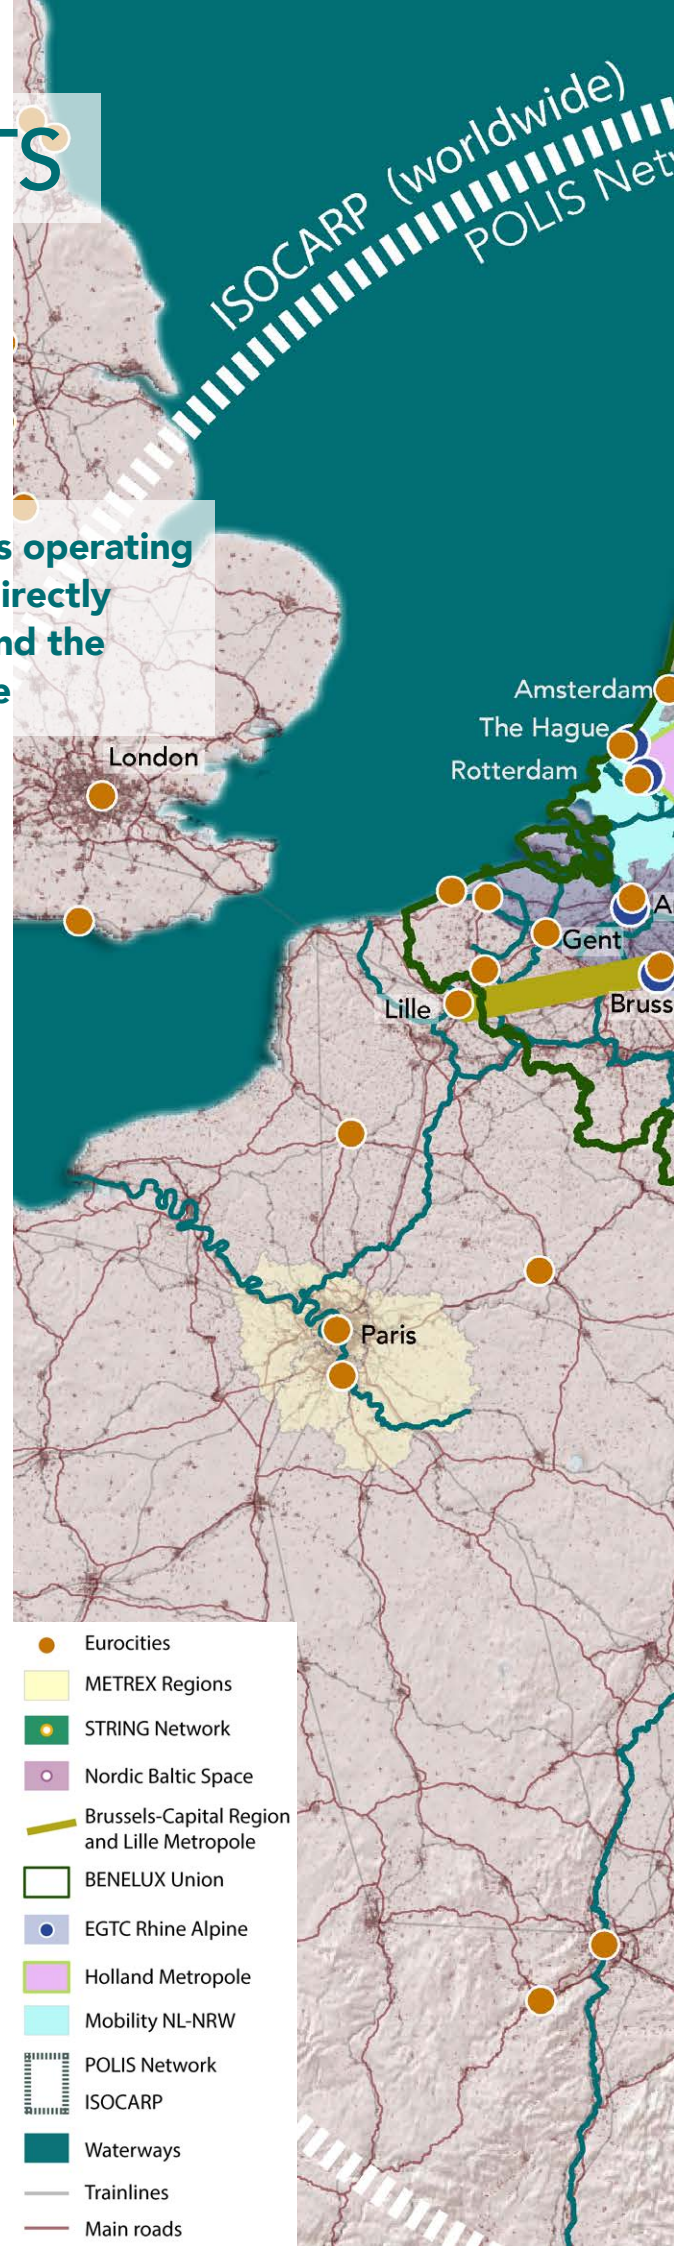 TS
ISOCARP (worldwide)
POLIS Netw
s operating
irectly
nd the
e
London
Amsterdam
The Hague
Rotterdam
A
Gent
Lille
Bruss
Paris
Eurocities
METREX Regions
STRING Network
Nordic Baltic Space
Brussels-Capital Region
and Lille Metropole
BENELUX Union
EGTC Rhine Alpine
Holland Metropole
Mobility NL-NRW
POLIS Network
ISOCARP
Waterways
Trainlines
Main roads